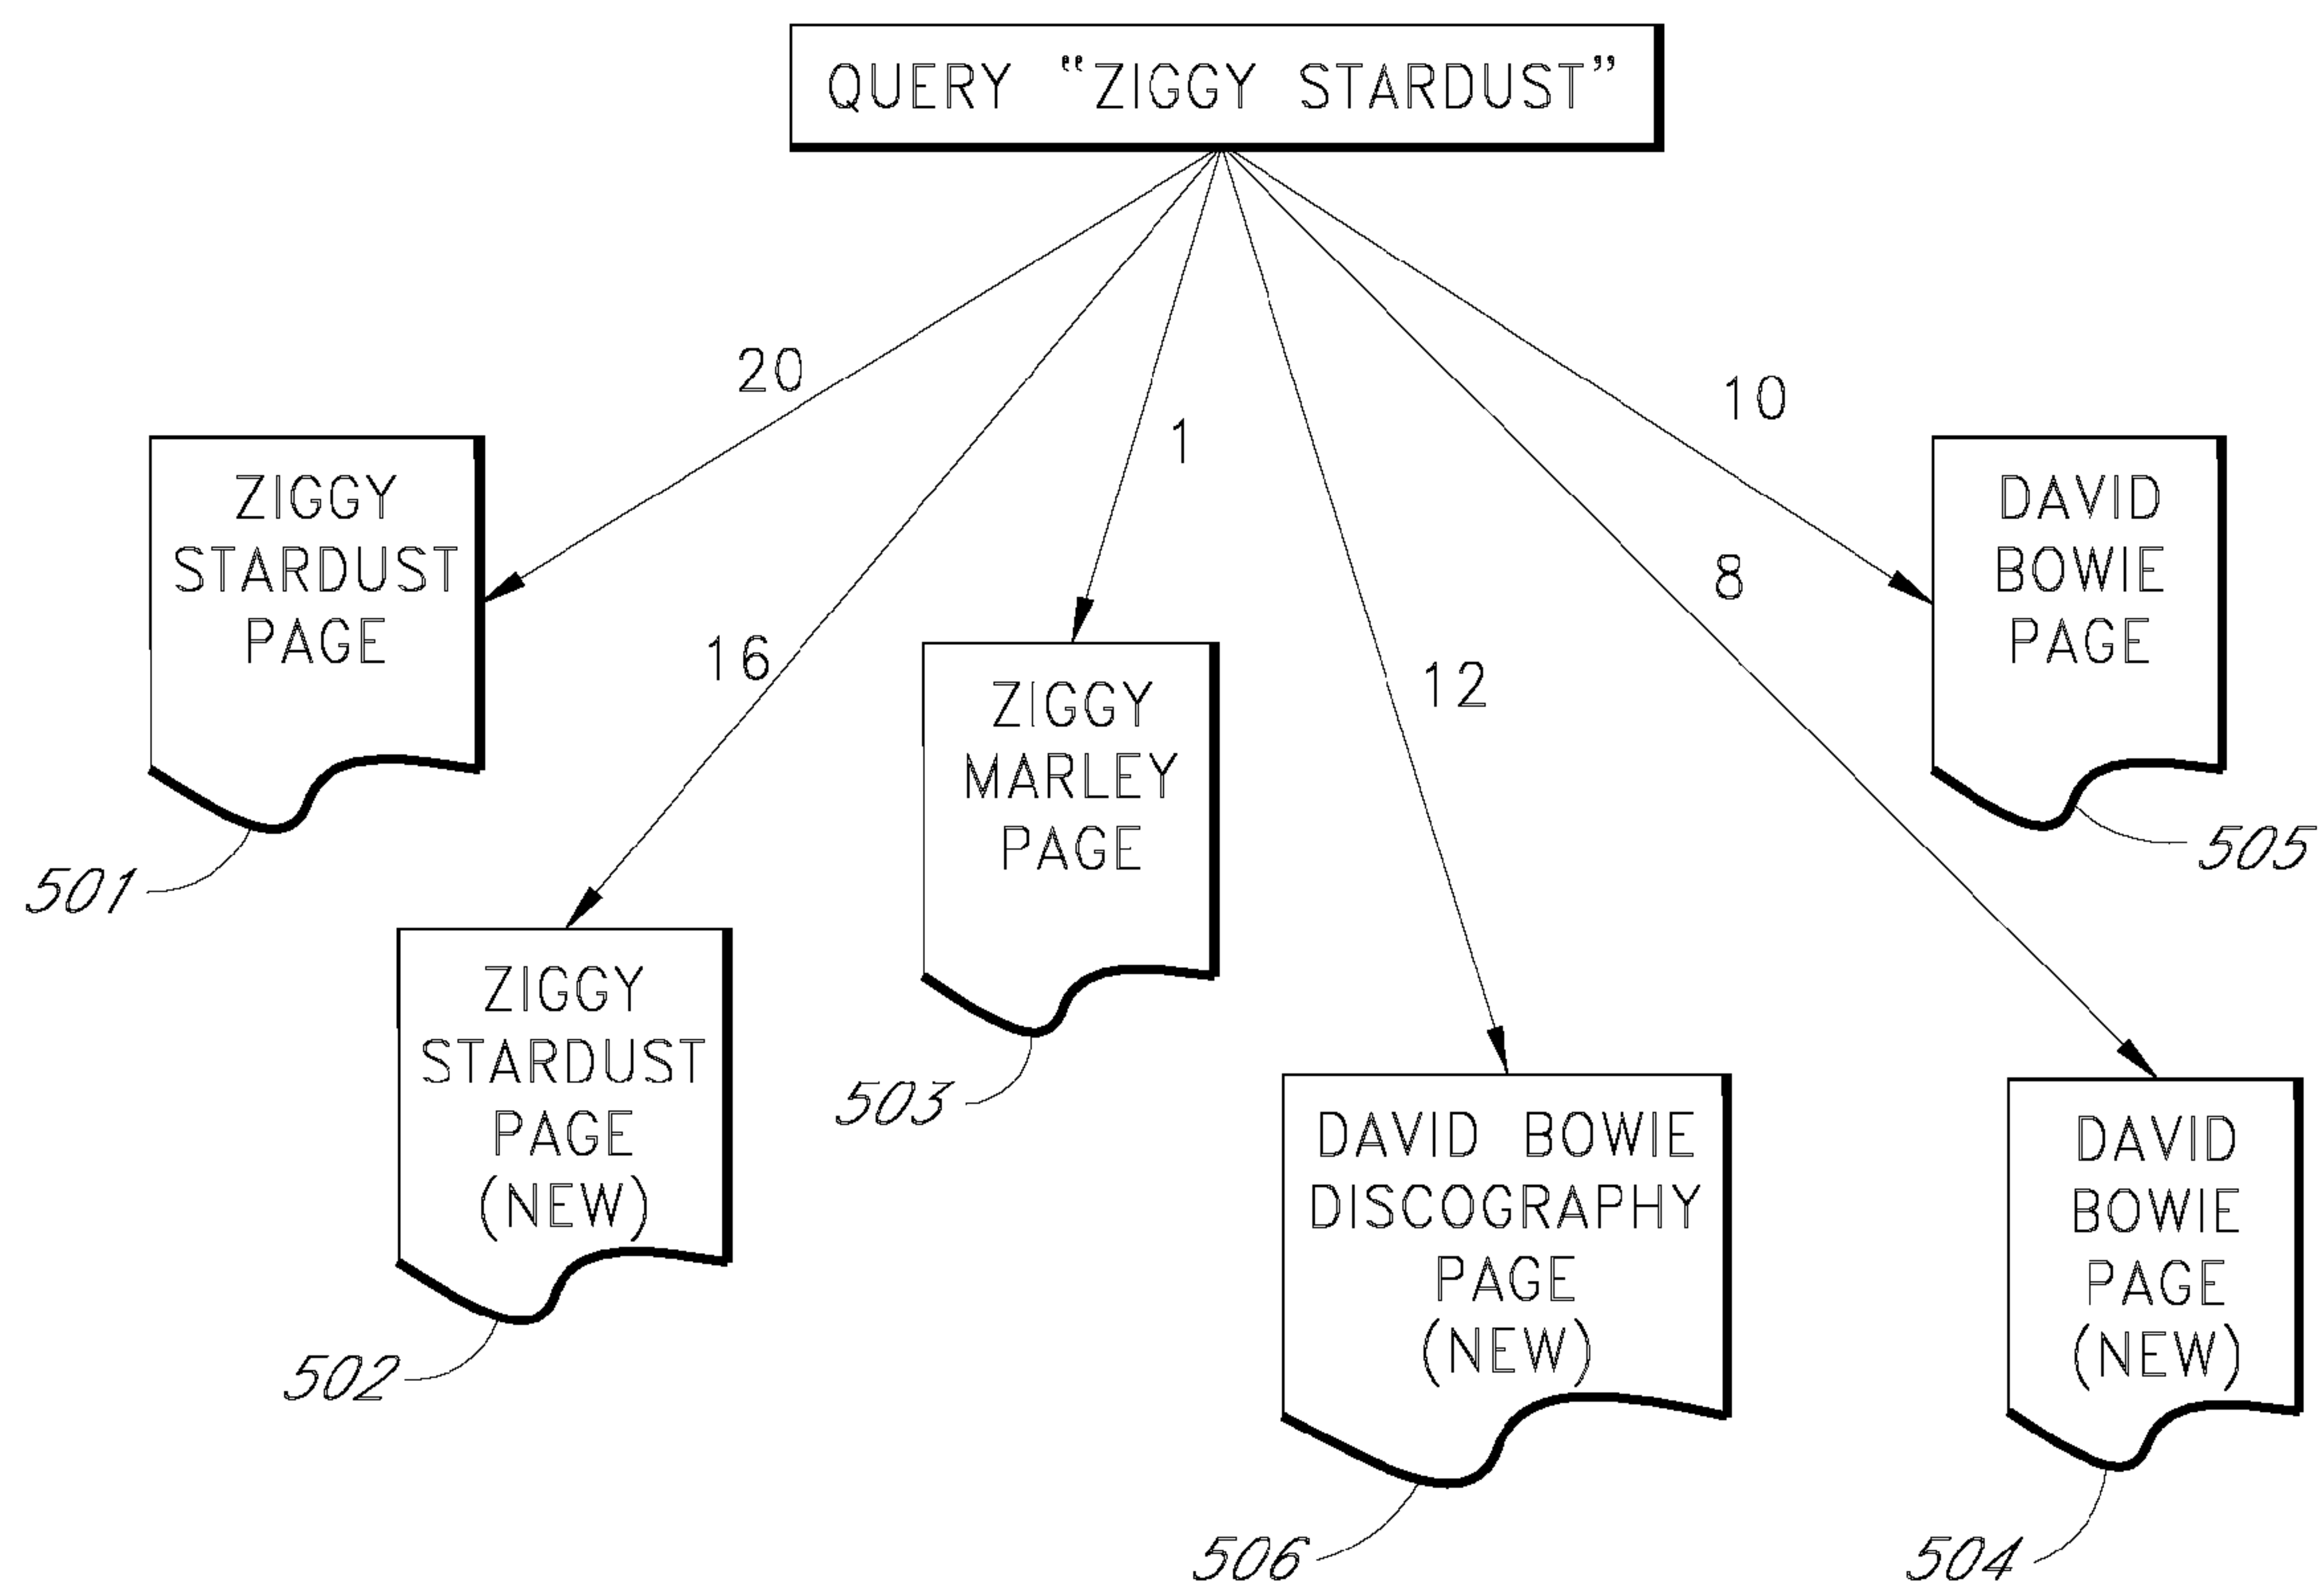 QUERY "ZIGGY STARDUST"
20
16
1
12
8
10
ZIGGY
STARDUST
PAGE
501
ZIGGY
STARDUST
PAGE
(NEW)
502
ZIGGY
MARLEY
PAGE
503
DAVID BOWIE
DISCOGRAPHY
PAGE
(NEW)
506
DAVID
BOWIE
PAGE
505
DAVID
BOWIE
PAGE
(NEW)
504